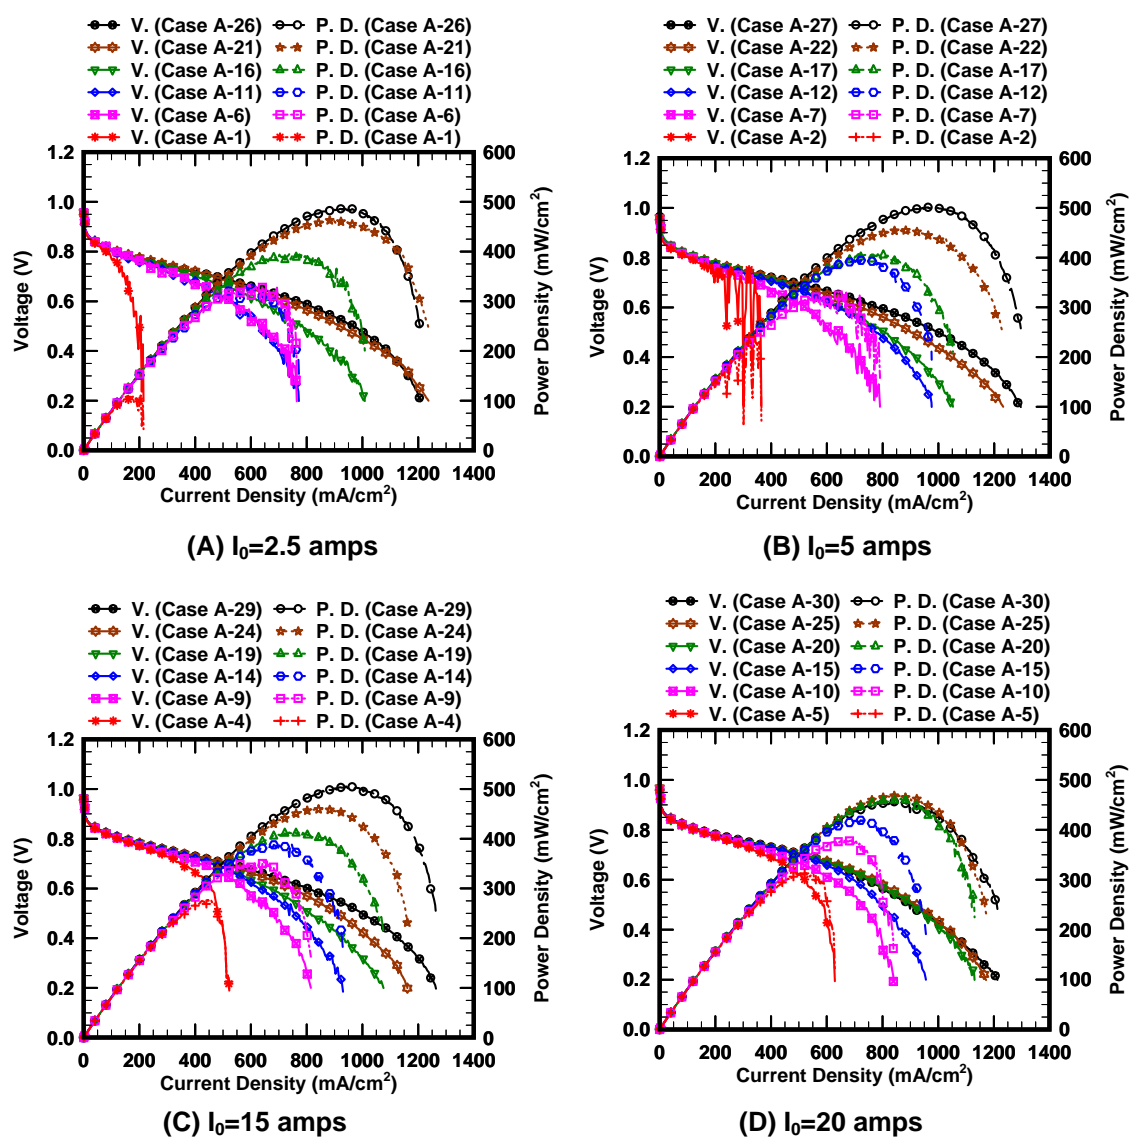 V. (Case A-26) P. D. (Case A-26)
V. (Case A-21) P. D. (Case A-21)
V. (Case A-16) P. D. (Case A-16)
V. (Case A-11) P. D. (Case A-11)
V. (Case A-6) P. D. (Case A-6)
V. (Case A-1) P. D. (Case A-1)
1.2
1.0
0.8
0.6
0.4
0.2
0.0
Voltage (V)
600
500
400
300
200
100
0
Power Density (mW/cm²)
0 200 400 600 800 1000 1200 1400
Current Density (mA/cm²)
(A) I₀=2.5 amps
V. (Case A-27) P. D. (Case A-27)
V. (Case A-22) P. D. (Case A-22)
V. (Case A-17) P. D. (Case A-17)
V. (Case A-12) P. D. (Case A-12)
V. (Case A-7) P. D. (Case A-7)
V. (Case A-2) P. D. (Case A-2)
1.2
1.0
0.8
0.6
0.4
0.2
0.0
Voltage (V)
600
500
400
300
200
100
0
Power Density (mW/cm²)
0 200 400 600 800 1000 1200 1400
Current Density (mA/cm²)
(B) I₀=5 amps
V. (Case A-29) P. D. (Case A-29)
V. (Case A-24) P. D. (Case A-24)
V. (Case A-19) P. D. (Case A-19)
V. (Case A-14) P. D. (Case A-14)
V. (Case A-9) P. D. (Case A-9)
V. (Case A-4) P. D. (Case A-4)
1.2
1.0
0.8
0.6
0.4
0.2
0.0
Voltage (V)
600
500
400
300
200
100
0
Power Density (mW/cm²)
0 200 400 600 800 1000 1200 1400
Current Density (mA/cm²)
(C) I₀=15 amps
V. (Case A-30) P. D. (Case A-30)
V. (Case A-25) P. D. (Case A-25)
V. (Case A-20) P. D. (Case A-20)
V. (Case A-15) P. D. (Case A-15)
V. (Case A-10) P. D. (Case A-10)
V. (Case A-5) P. D. (Case A-5)
1.2
1.0
0.8
0.6
0.4
0.2
0.0
Voltage (V)
600
500
400
300
200
100
0
Power Density (mW/cm²)
0 200 400 600 800 1000 1200 1400
Current Density (mA/cm²)
(D) I₀=20 amps